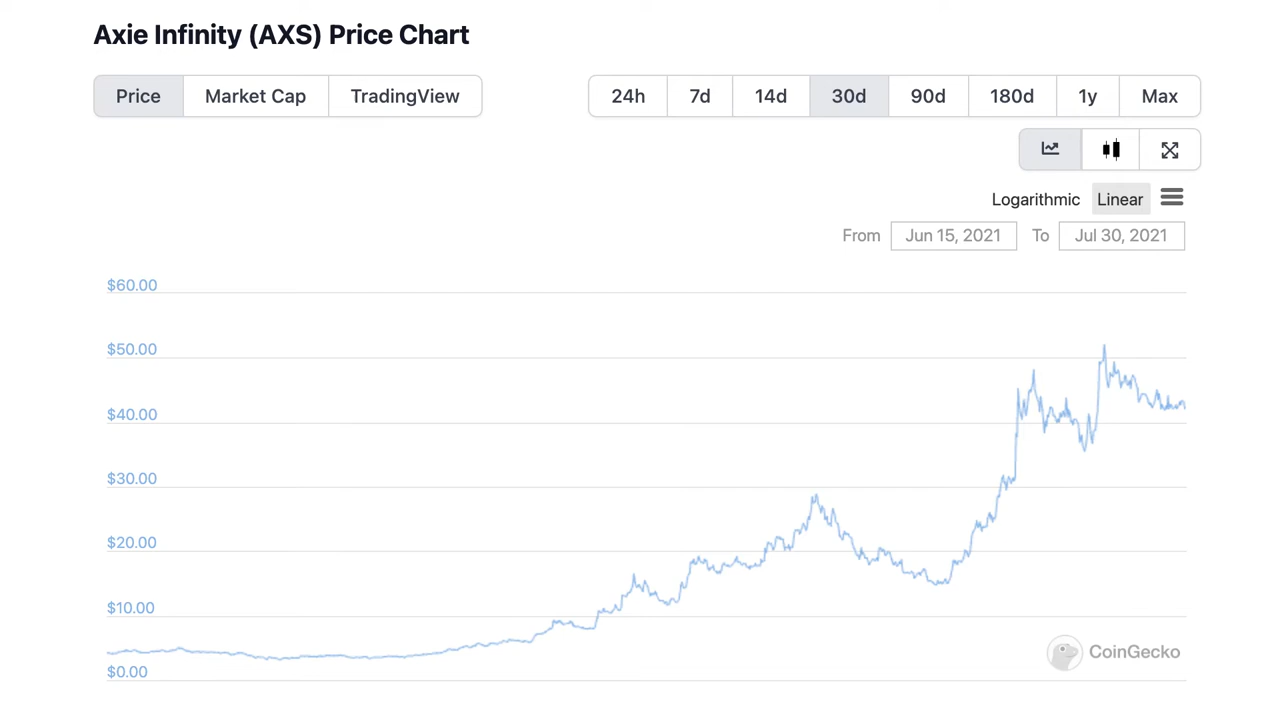 Axie Infinity (AXS) Price Chart
Price Market Cap TradingView 24h 7d 14d 30d 90d 180d 1y Max
Logarithmic Linear
From Jun 15, 2021 To Jul 30, 2021
$60.00
$50.00
$40.00
$30.00
$20.00
$10.00
CoinGecko
$0.00